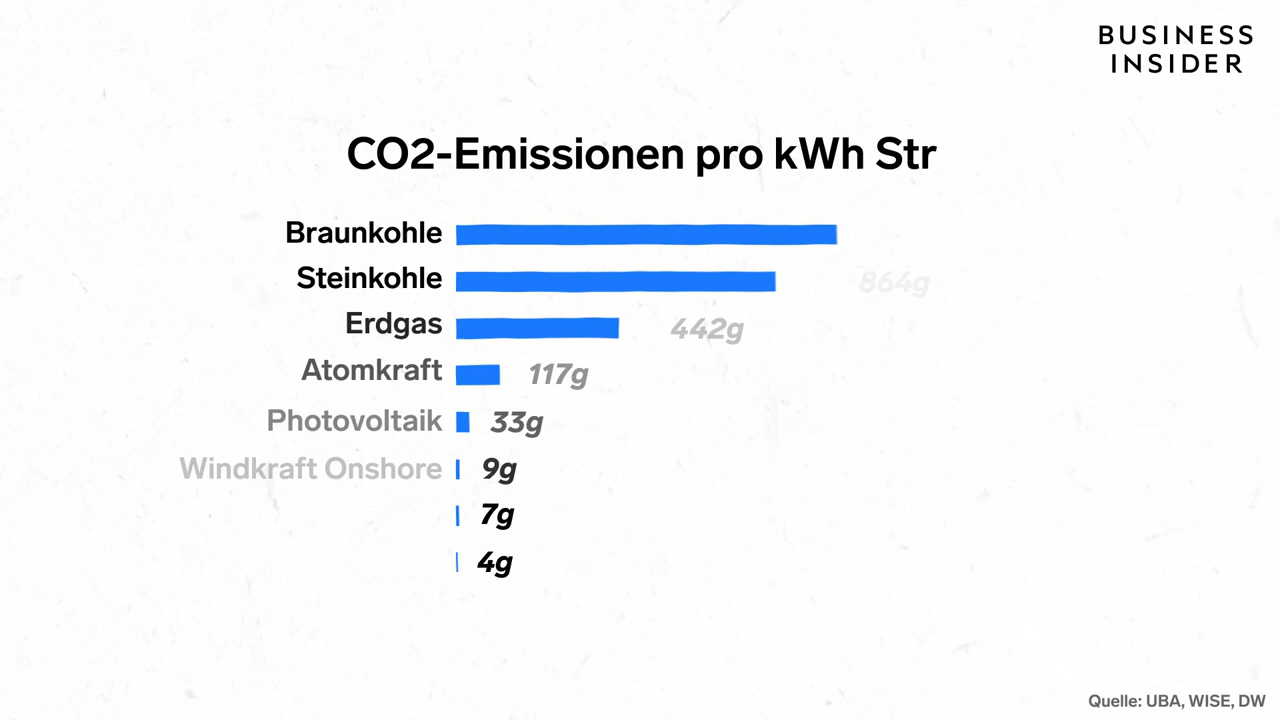 BUSINESS
INSIDER
CO2-Emissionen pro kWh Str
Braunkohle
Steinkohle 864g
Erdgas 442g
Atomkraft 117g
Photovoltaik 33g
Windkraft Onshore 9g
7g
4g
Quelle: UBA, WISE, DW